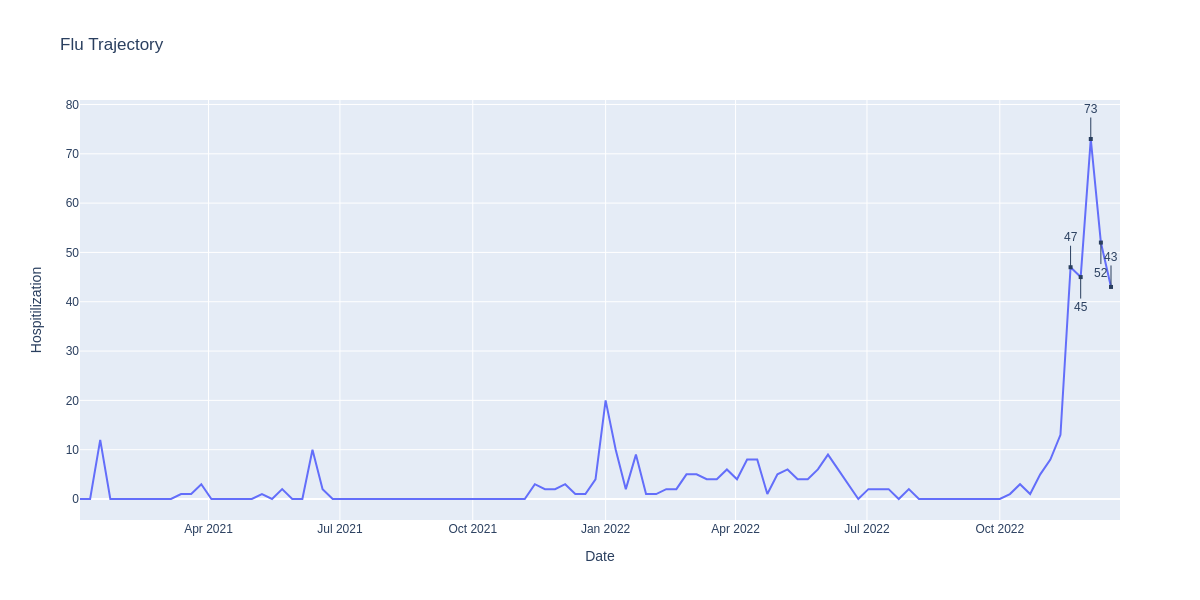 Flu Trajectory
80
70
60
50
40
30
20
10
0
Hospitilization
73
47
43
52
45
Apr 2021
Jul 2021
Oct 2021
Jan 2022
Apr 2022
Jul 2022
Oct 2022
Date